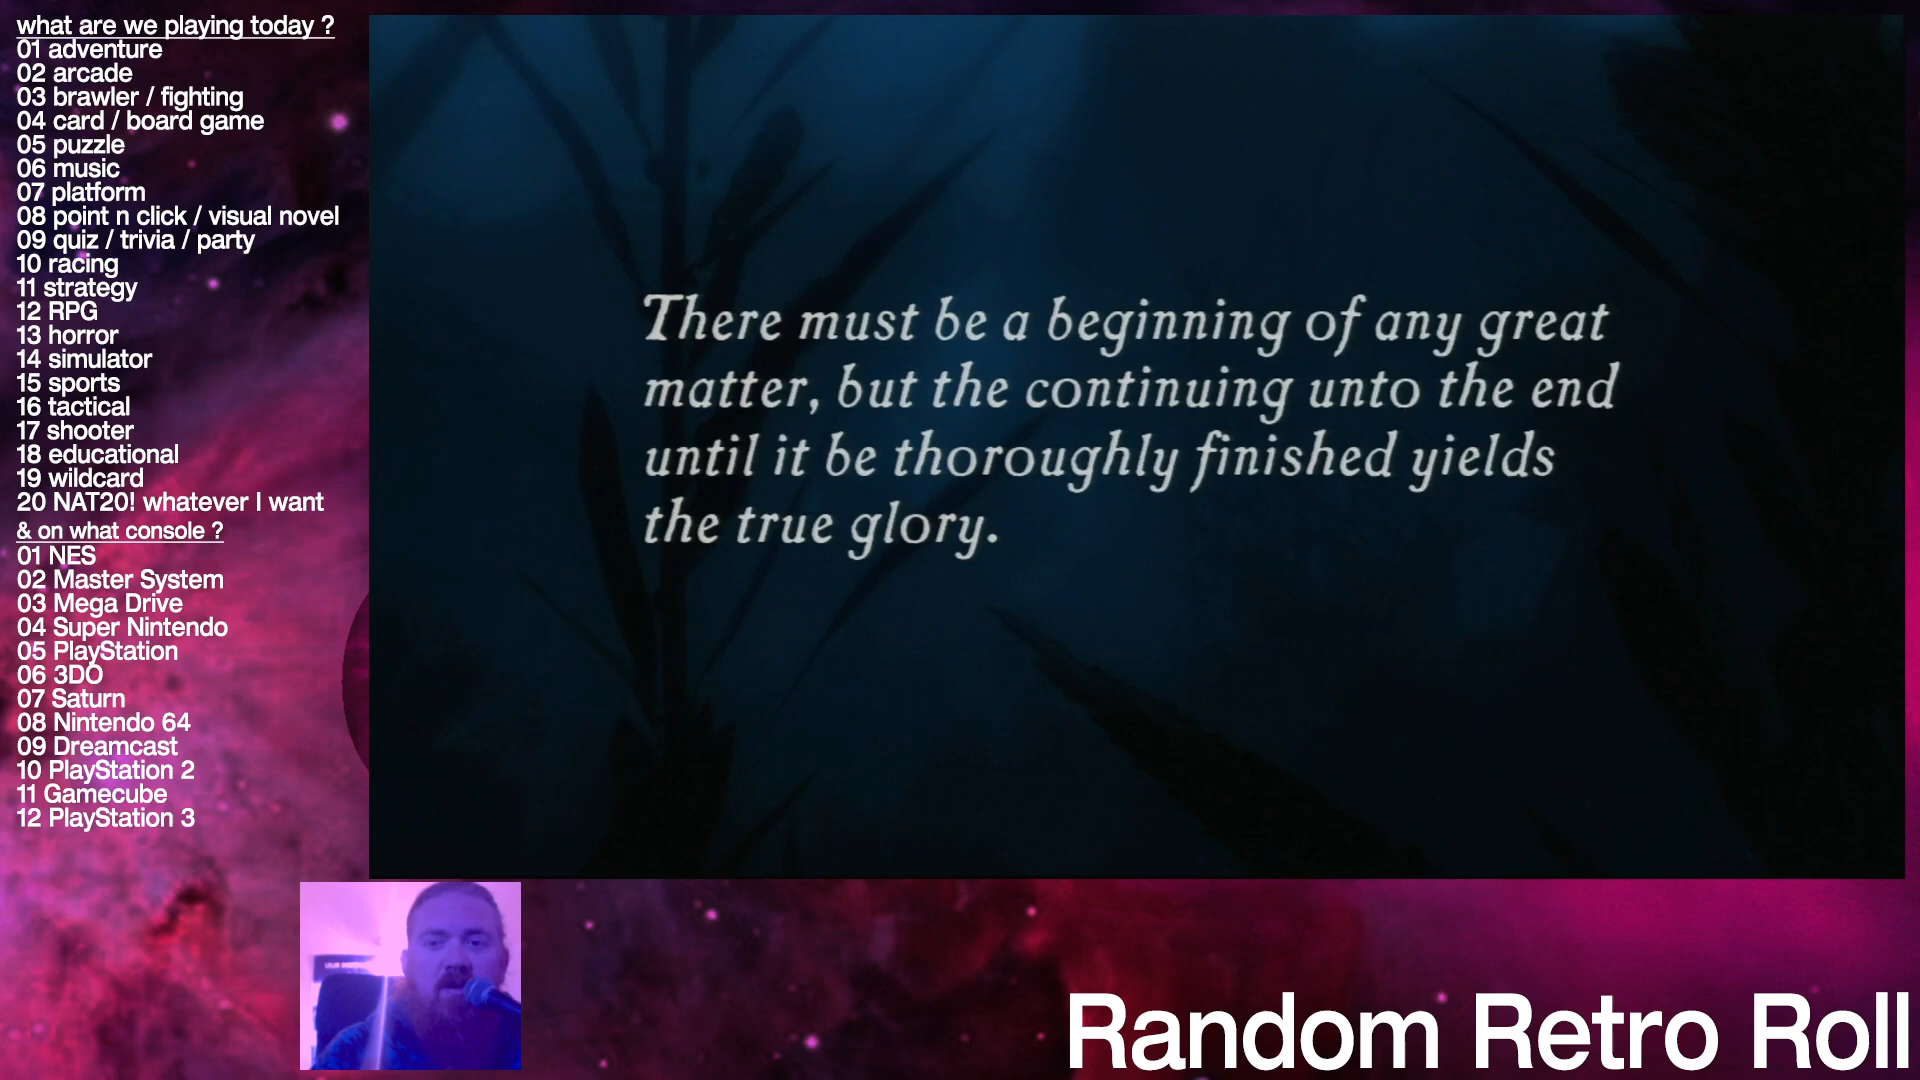 what are we playing today ?
01 adventure
02 arcade
03 brawler / fighting
04 card / board game
05 puzzle
06 music
07 platform
08 point n click / visual novel
09 quiz / trivia / party
10 racing
11 strategy
12 RPG
13 horror
14 simulator
15 sports
16 tactical
17 shooter
18 educational
19 wildcard
20 NAT20! whatever I want
& on what console ?
01 NES
02 Master System
03 Mega Drive
04 Super Nintendo
05 PlayStation
06 3DO
07 Saturn
08 Nintendo 64
09 Dreamcast
10 PlayStation 2
11 Gamecube
12 PlayStation 3
There must be a beginning of any great
matter, but the continuing unto the end
until it be thoroughly finished yields
the true glory.
Random Retro Roll